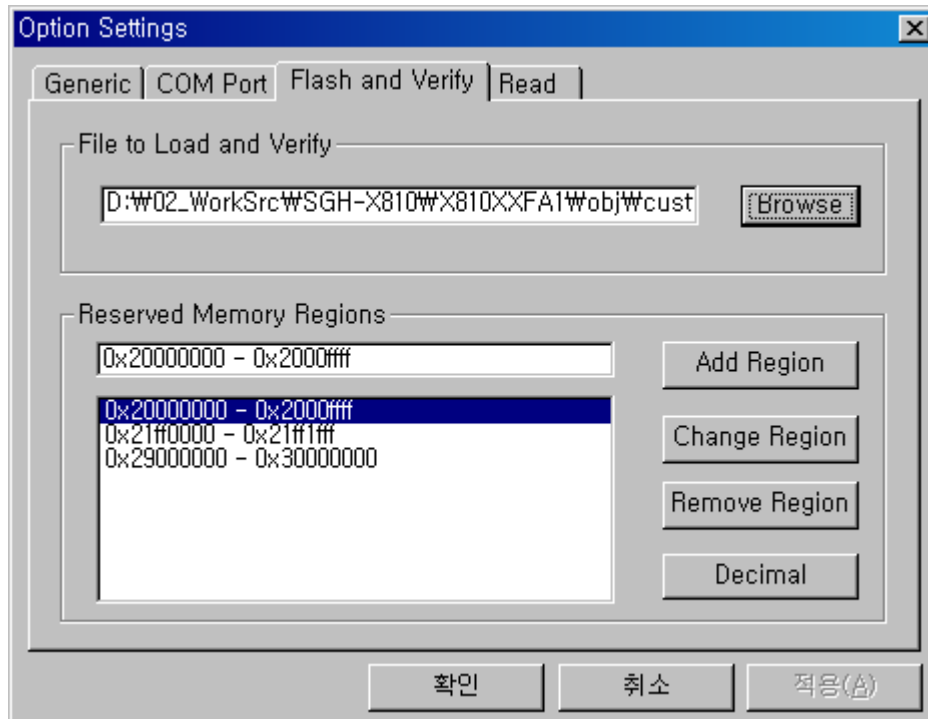 Option Settings
Generic COM Port Flash and Verify Read
File to Load and Verify
D:₩02_WorkSrc₩SGH-X810₩X810XXFA1₩obj₩cust
Browse
Reserved Memory Regions
0x20000000 - 0x2000ffff
Add Region
0x20000000 - 0x2000ffff
0x21ff0000 - 0x21ff1fff
0x29000000 - 0x30000000
Change Region
Remove Region
Decimal
확인 취소 적용(A)